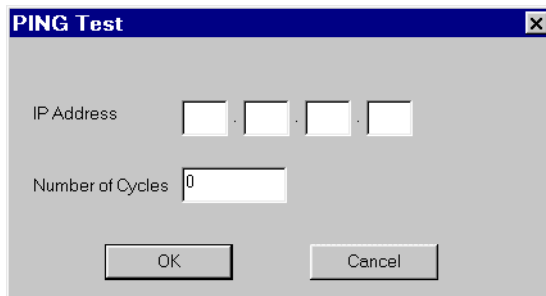 PING Test
IP Address . . .
Number of Cycles 0
OK Cancel